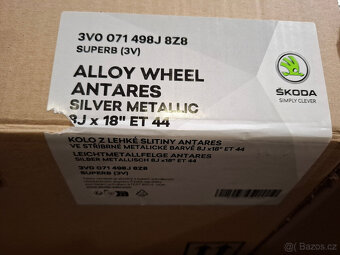 3V0 071 498J 8Z8
SUPERB (3V)
ALLOY WHEEL
ANTARES
SILVER METALLIC
8J x 18" ET 44
ŠKODA
SIMPLY CLEVER
KOLO Z LEHKÉ SLITINY ANTARES
VE STŘÍBRNÉ METALICKÉ BARVĚ 8J x18" ET 44
LEICHTMETALLFELGE ANTARES
SILBER METALLISCH 8J x18" ET 44
3V0 071 498J 8Z8
SUPERB (3V)
Bazos.cz